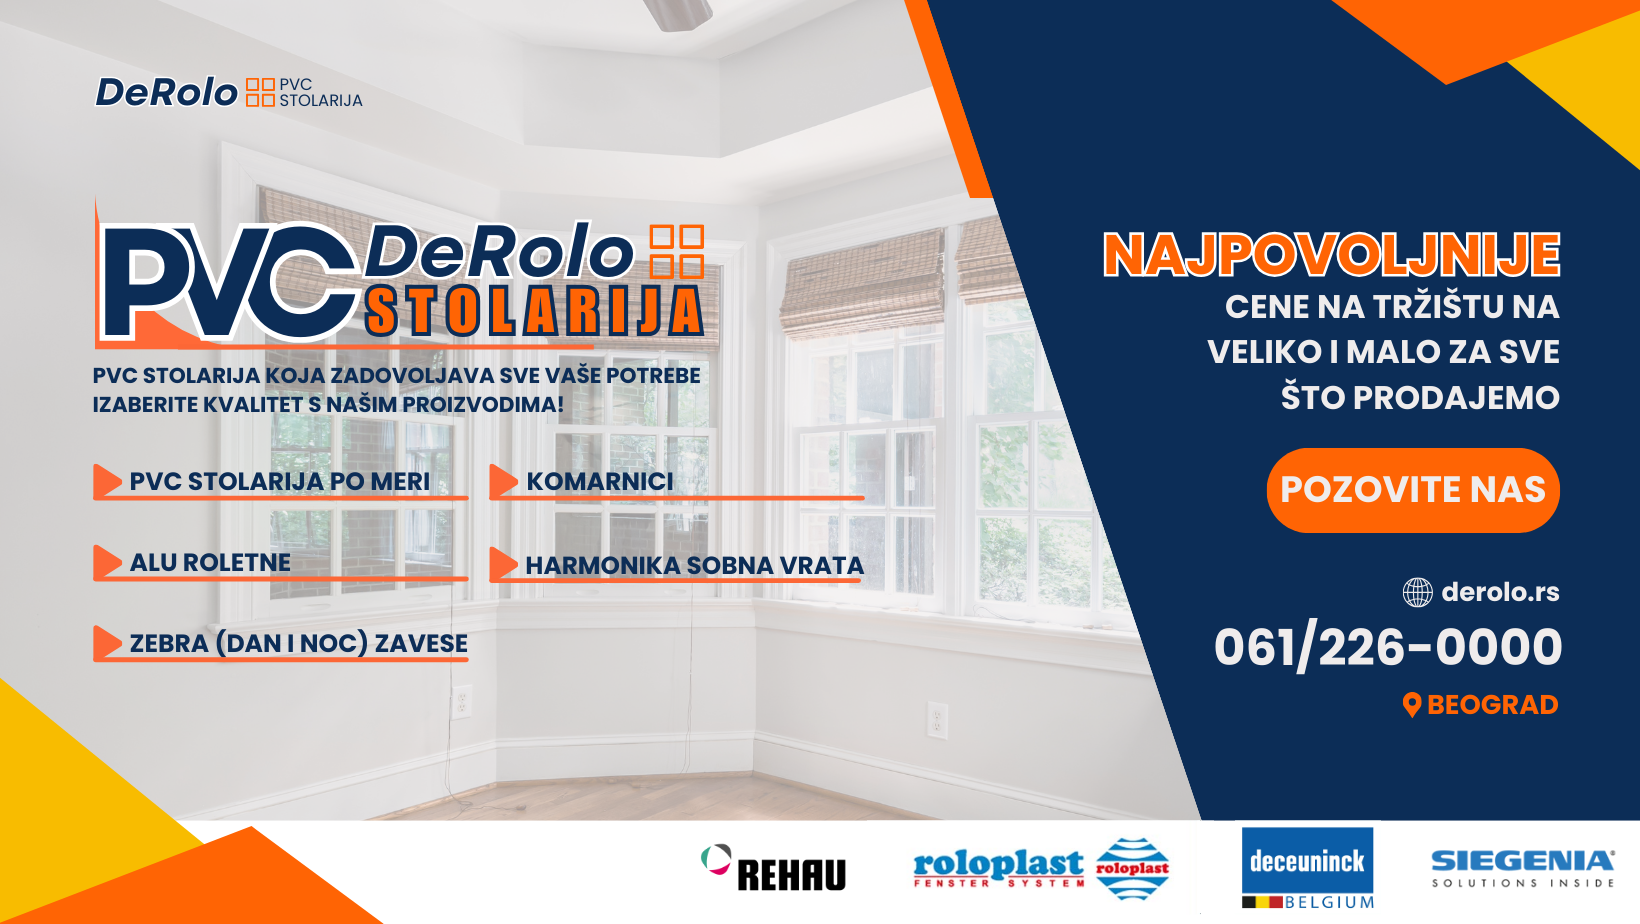 DeRolo PVC
STOLARIJA
PVC DeRolo
STOLARIJA
PVC STOLARIJA KOJA ZADOVOLJAVA SVE VAŠE POTREBE
IZABERITE KVALITET S NAŠIM PROIZVODIMA!
PVC STOLARIJA PO MERI
KOMARNICI
ALU ROLETNE
HARMONIKA SOBNA VRATA
ZEBRA (DAN I NOC) ZAVESE
NAJPOVOLJNIJE
CENE NA TRŽIŠTU NA
VELIKO I MALO ZA SVE
ŠTO PRODAJEMO
POZOVITE NAS
derolo.rs
061/226-0000
BEOGRAD
REHAU
roloplast
FENSTER SYSTEM
roloplast
deceuninck
BELGIUM
SIEGENIA®
SOLUTIONS INSIDE